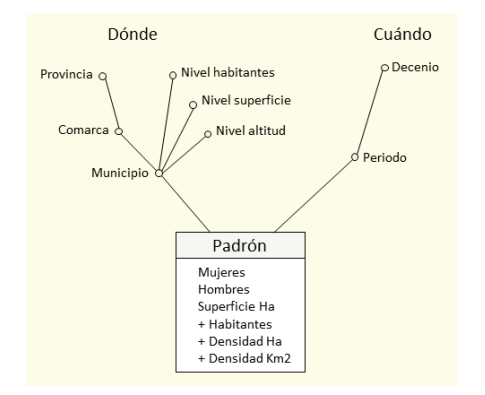 Dónde
Cuándo
Provincia
Nivel habitantes
Decenio
Nivel superficie
Comarca
Nivel altitud
Municipio
Periodo
Padrón
Mujeres
Hombres
Superficie Ha
+ Habitantes
+ Densidad Ha
+ Densidad Km2